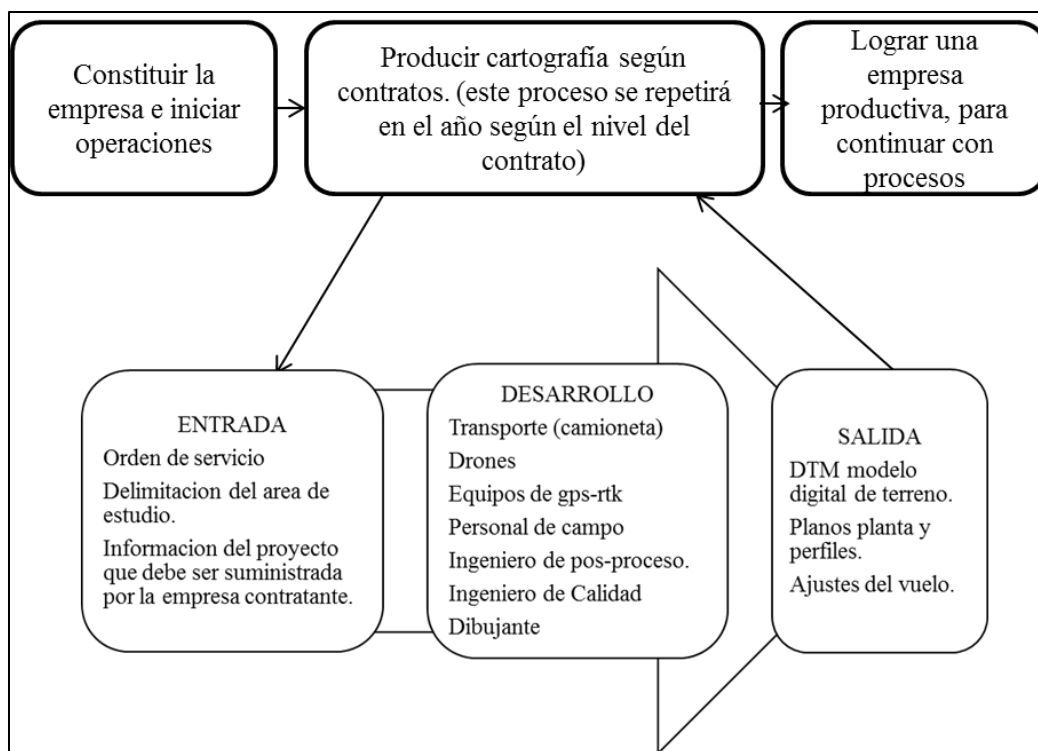 Constituir la
empresa e iniciar
operaciones
Producir cartografía según
contratos. (este proceso se repetirá
en el año según el nivel del
contrato)
Lograr una
empresa
productiva, para
continuar con
procesos
ENTRADA
Orden de servicio
Delimitacion del area de
estudio.
Informacion del proyecto
que debe ser suministrada
por la empresa contratante.
DESARROLLO
Transporte (camioneta)
Drones
Equipos de gps-rtk
Personal de campo
Ingeniero de pos-proceso.
Ingeniero de Calidad
Dibujante
SALIDA
DTM modelo
digital de terreno.
Planos planta y
perfiles.
Ajustes del vuelo.